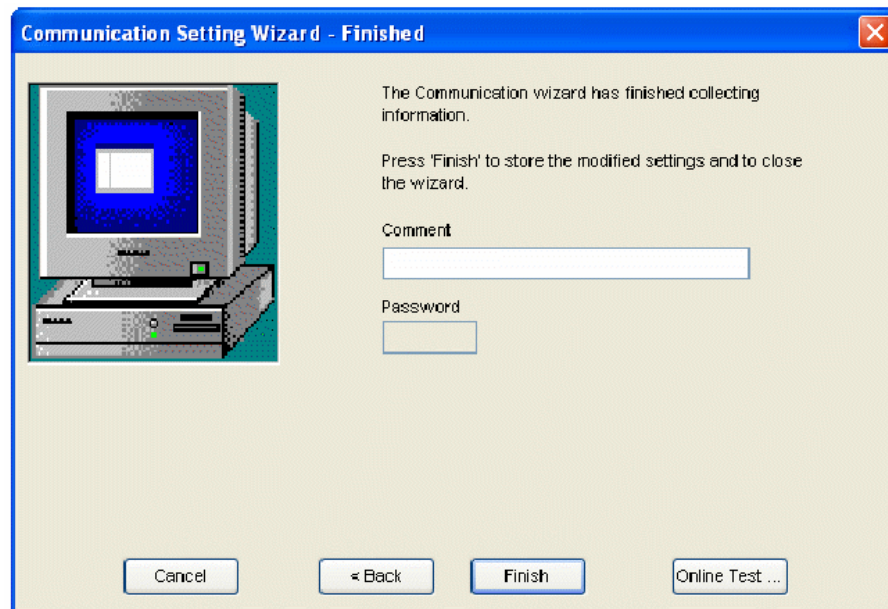 Communication Setting Wizard - Finished
The Communication wizard has finished collecting
information.
Press 'Finish' to store the modified settings and to close
the wizard.
Comment
Password
Cancel
< Back
Finish
Online Test ...